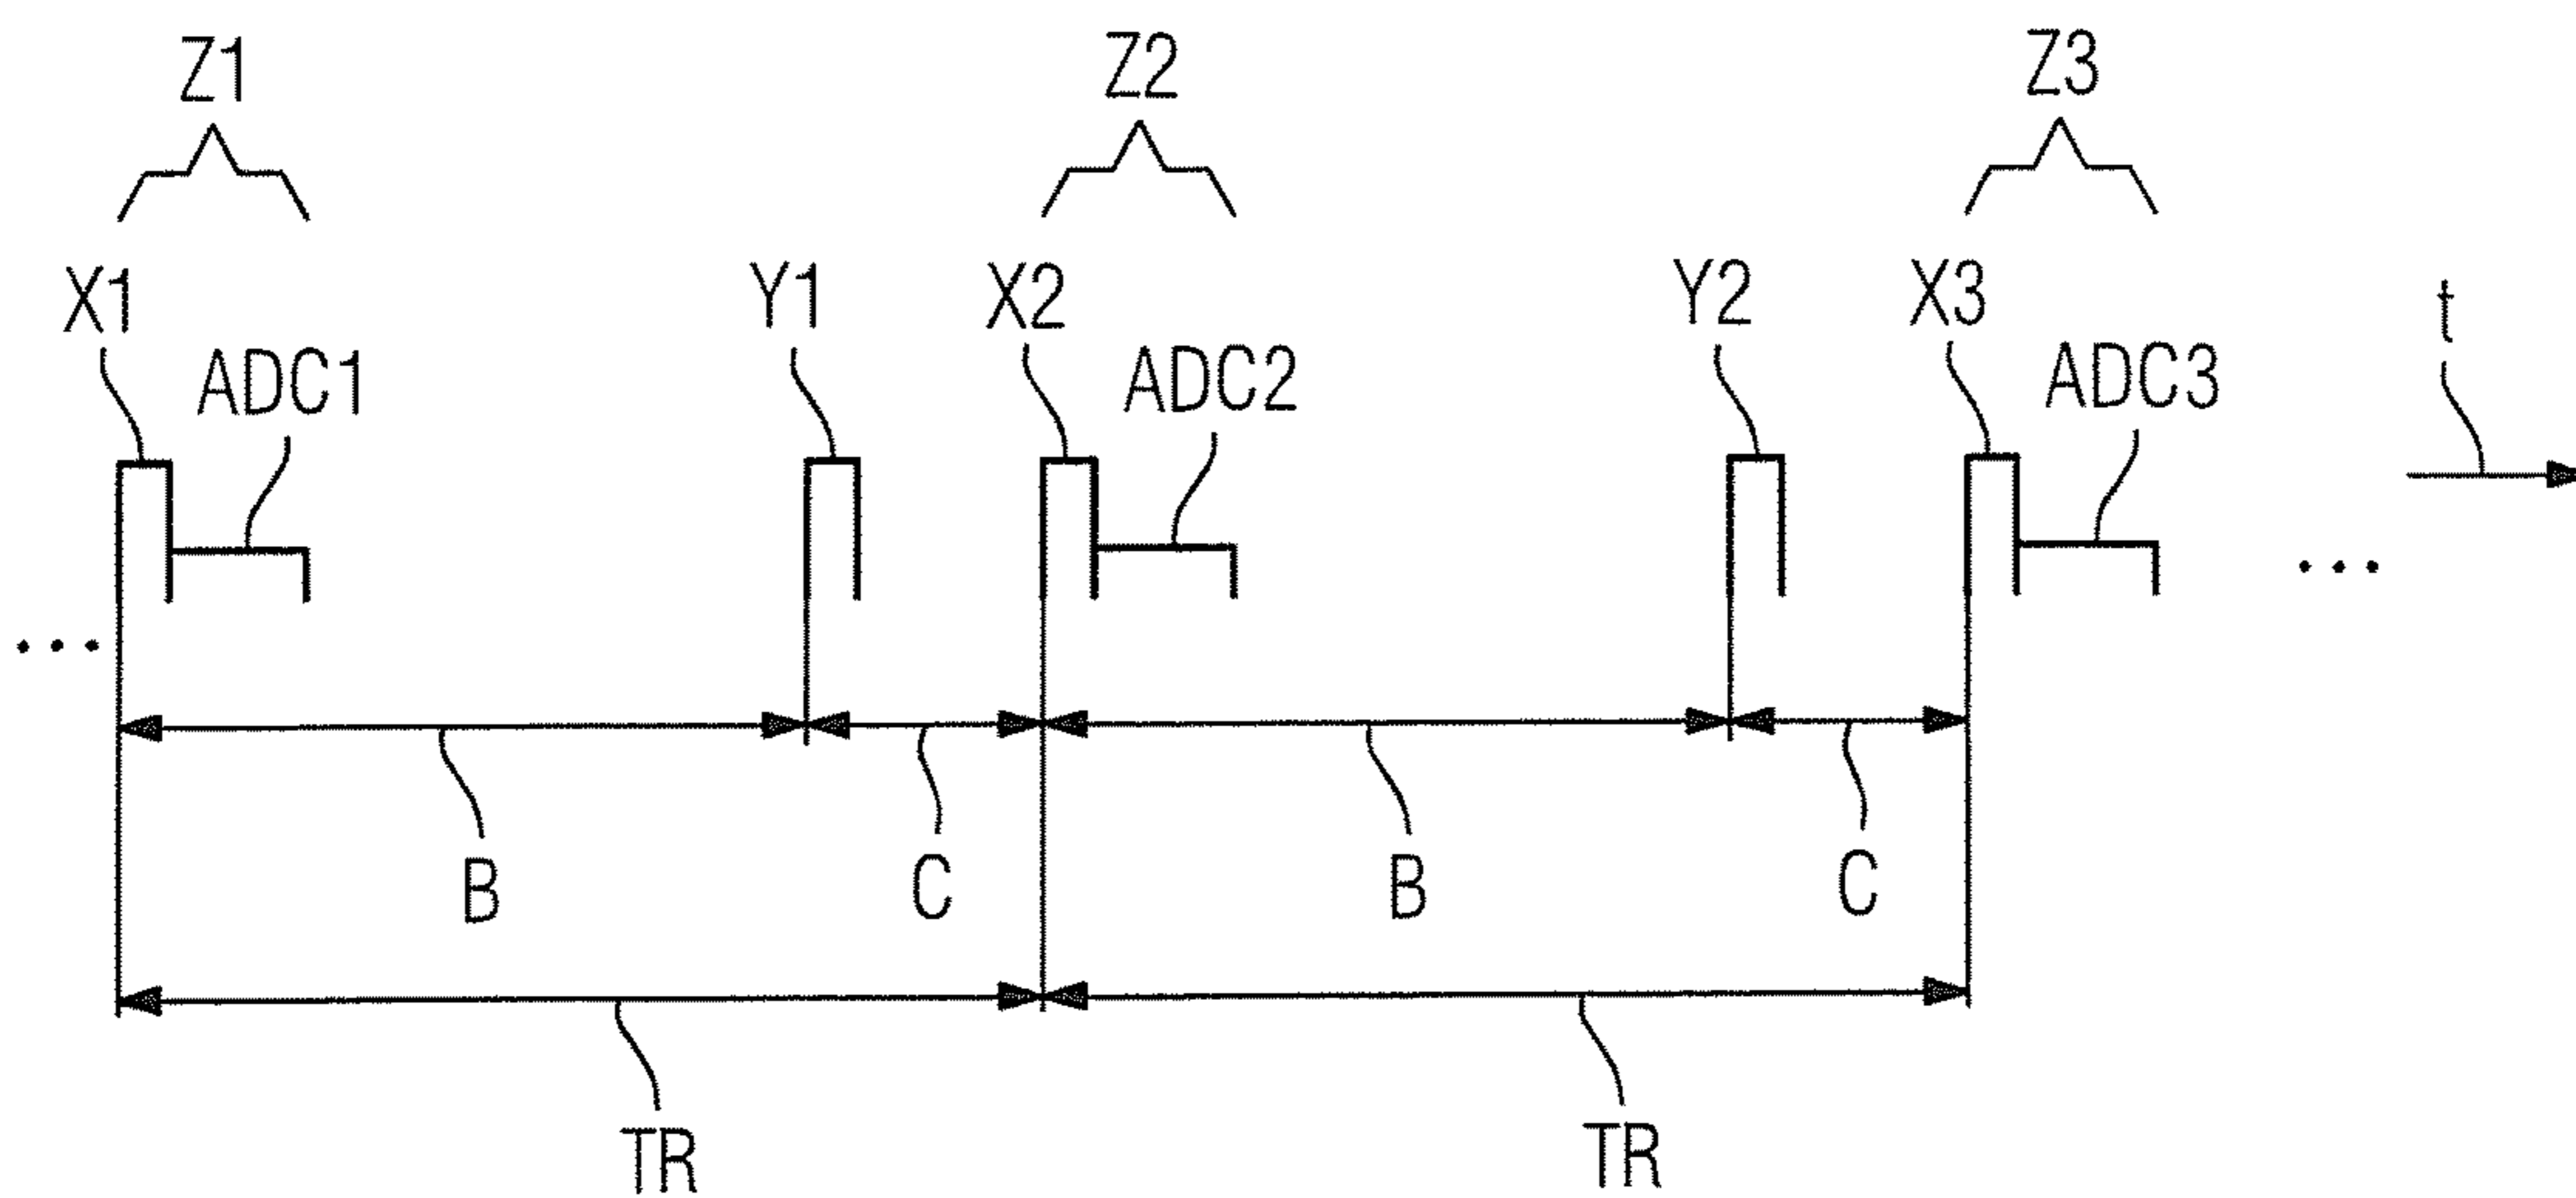 Z1 Z2 Z3
X1 Y1 X2 Y2 X3 t
ADC1 ADC2 ADC3
... ...
B C B C
TR TR